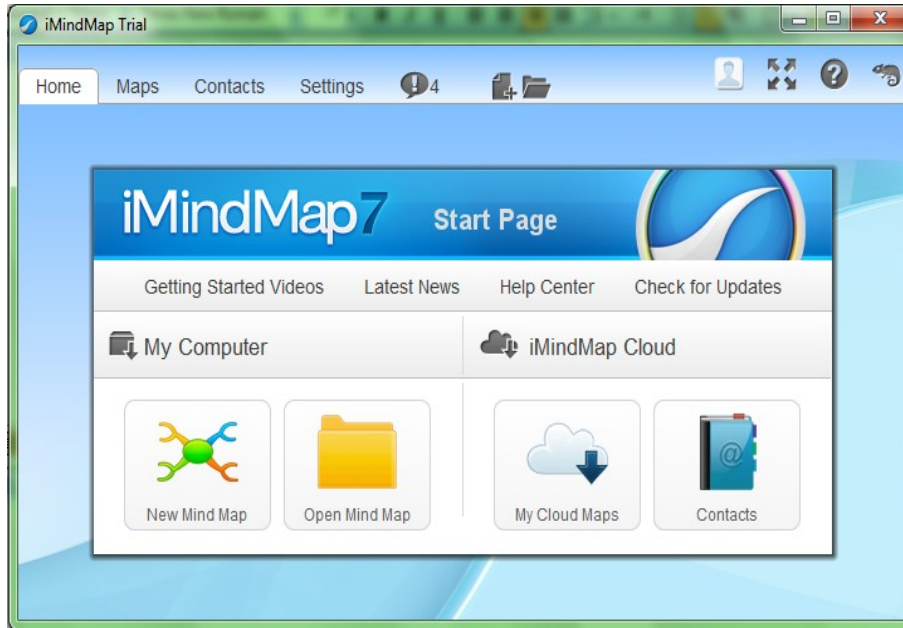 iMindMap Trial
Home Maps Contacts Settings 4
iMindMap7 Start Page
Getting Started Videos Latest News Help Center Check for Updates
My Computer iMindMap Cloud
New Mind Map Open Mind Map My Cloud Maps Contacts